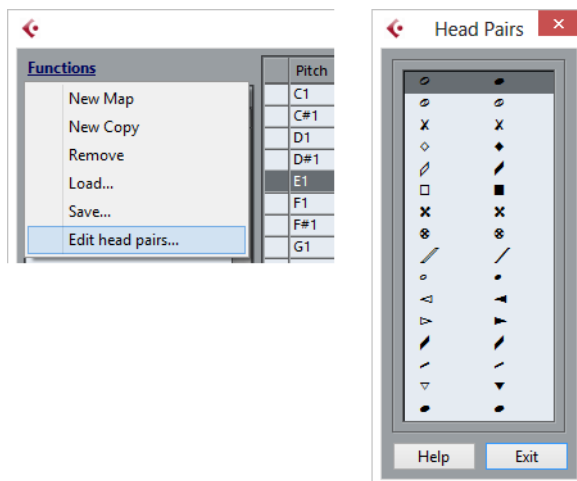 Functions
New Map
New Copy
Remove
Load...
Save...
Edit head pairs...
Pitch
C1
C#1
D1
D#1
E1
F1
F#1
G1
Head Pairs
Help Exit